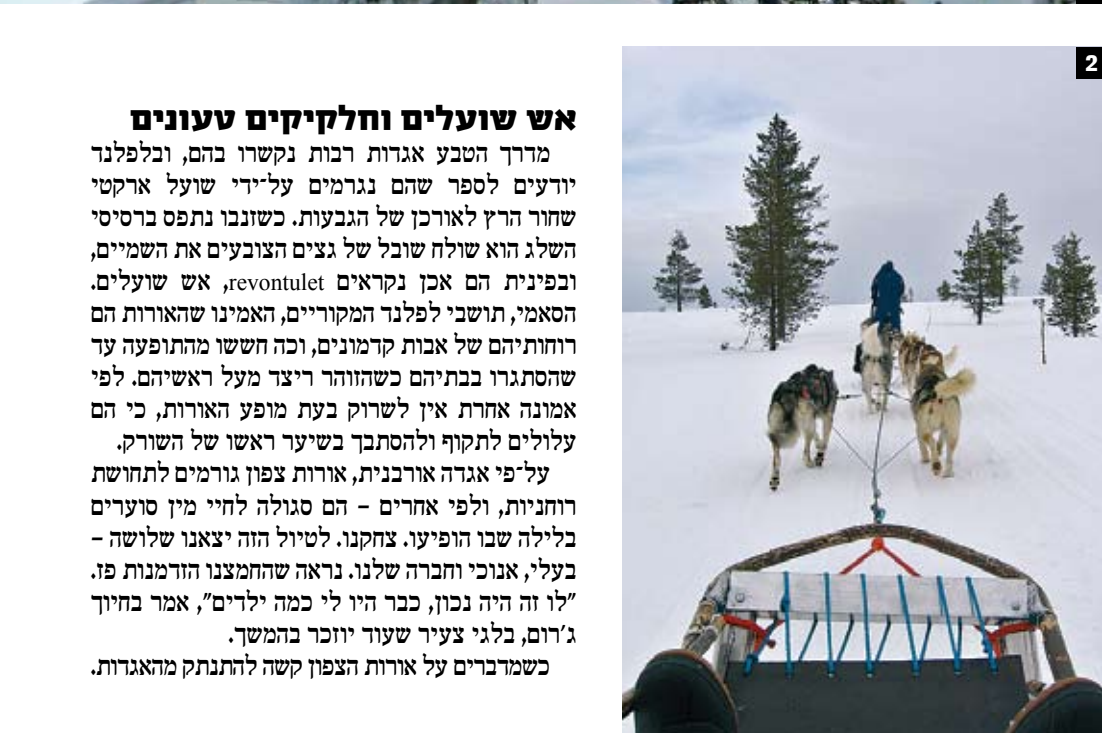 2
אש שועלים וחלקיקים טעונים
מדרך הטבע אגדות רבות נקשרו בהם, ובלפלנד
יודעים לספר שהם נגרמים על־ידי שועל ארקטי
שחור הרץ לאורכן של הגבעות. כשזנבו נתפס ברסיסי
השלג הוא שולח שובל של גצים הצובעים את השמיים,
ובפינית הם אכן נקראים revontulet, אש שועלים.
הסאמי, תושבי לפלנד המקוריים, האמינו שהאורות הם
רוחותיהם של אבות קדמונים, וכה חששו מהתופעה עד
שהסתגרו בבתיהם כשהזוהר ריצד מעל ראשיהם. לפי
אמונה אחרת אין לשרוק בעת מופע האורות, כי הם
עלולים לתקוף ולהסתבך בשיער ראשו של השורק.
על־פי אגדה אורבנית, אורות צפון גורמים לתחושת
רוחניות, ולפי אחרים – הם סגולה לחיי מין סוערים
בלילה שבו הופיעו. צחקנו. לטיול הזה יצאנו שלושה –
בעלי, אנוכי וחברה שלנו. נראה שהחמצנו הזדמנות פז.
"לו זה היה נכון, כבר היו לי כמה ילדים", אמר בחיוך
ג'רום, בלגי צעיר שעוד יוזכר בהמשך.
כשמדברים על אורות הצפון קשה להתנתק מהאגדות.